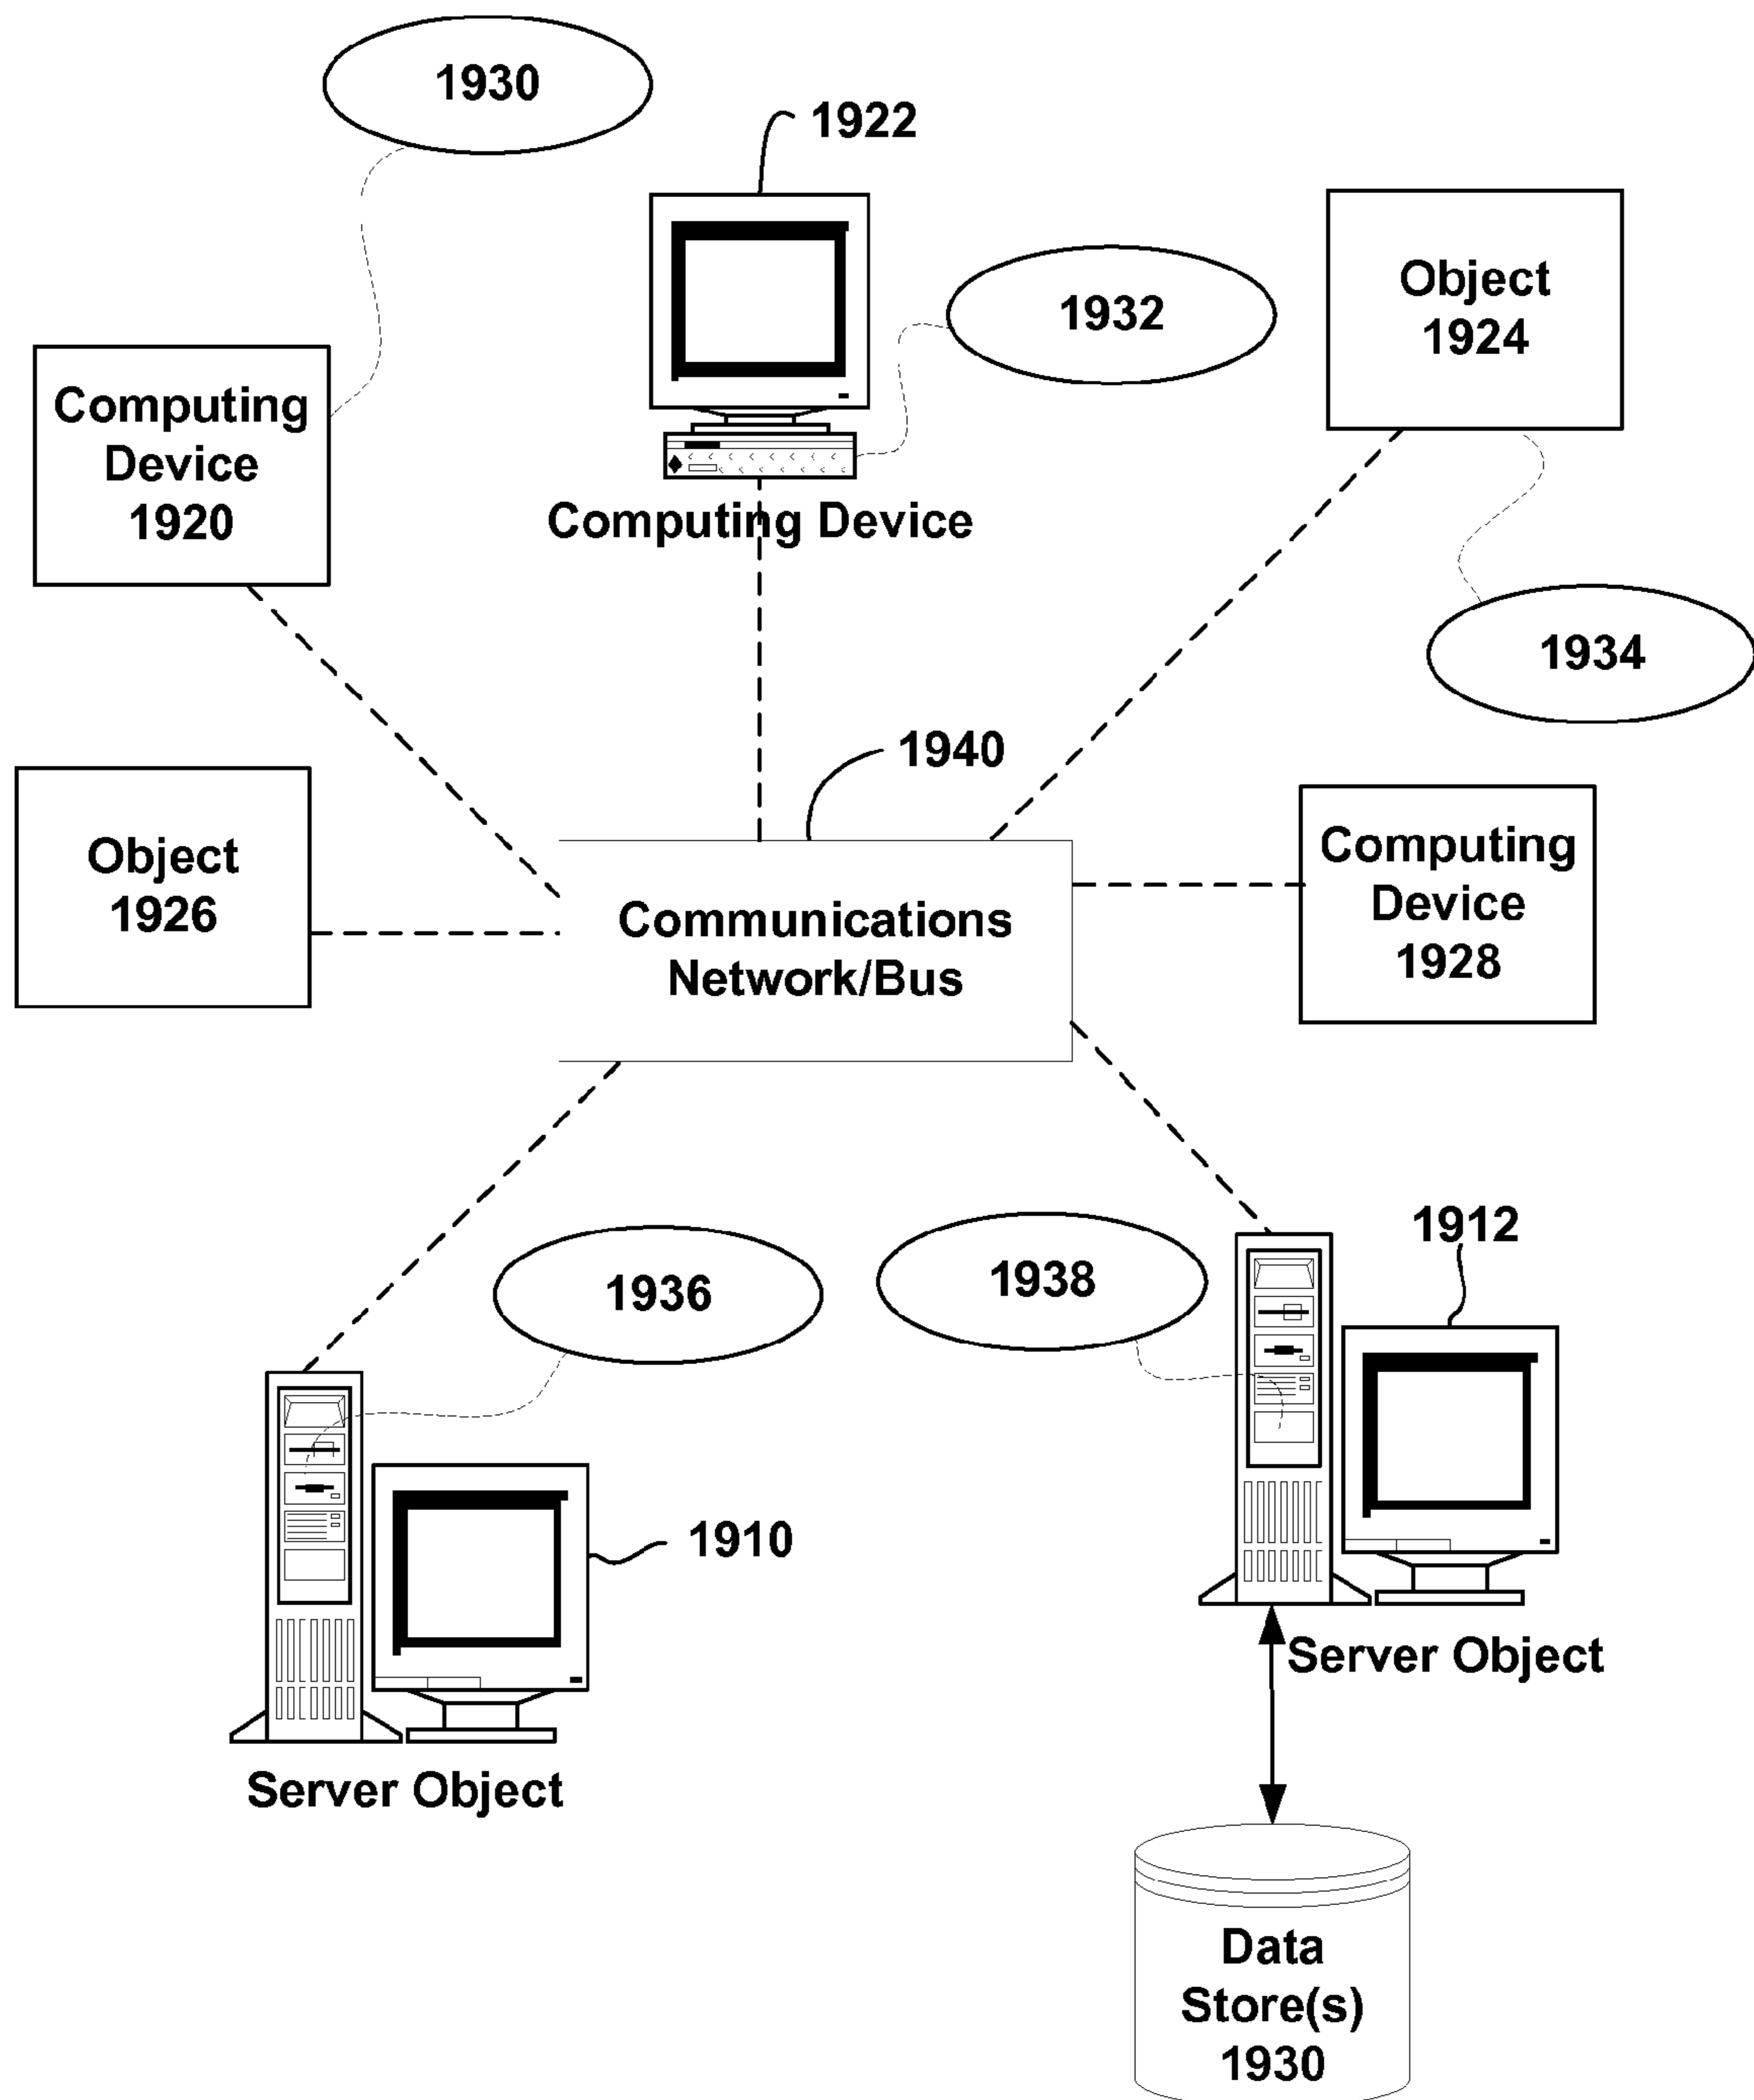 1930
1922
Object
1924
1932
Computing
Device
1920
Computing Device
1934
1940
Object
1926
Communications
Network/Bus
Computing
Device
1928
1936
1938
1912
1910
Server Object
Server Object
Data
Store(s)
1930